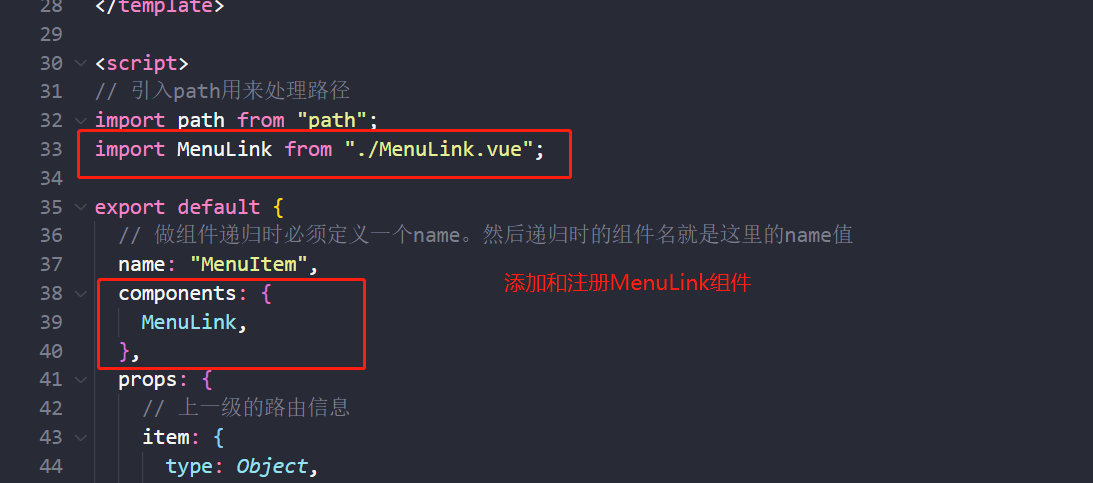 28 </template>
29
30 <script>
31 // 引入path用来处理路径
32 import path from "path";
33 import MenuLink from "./MenuLink.vue";
34
35 export default {
36 // 做组件递归时必须定义一个name。然后递归时的组件名就是这里的name值
37 name: "MenuItem",
添加和注册MenuLink组件
38 components: {
39 MenuLink,
40 },
41 props: {
42 // 上一级的路由信息
43 item: {
44 type: Object,